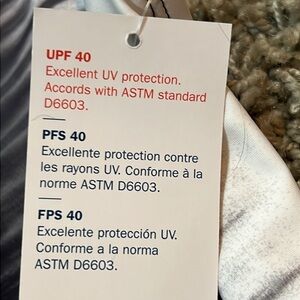 UPF 40
Excellent UV protection.
Accords with ASTM standard
D6603.
PFS 40
Excellente protection contre
les rayons UV. Conforme à la
norme ASTM D6603.
FPS 40
Excelente protección UV.
Conforme a la norma
ASTM D6603.